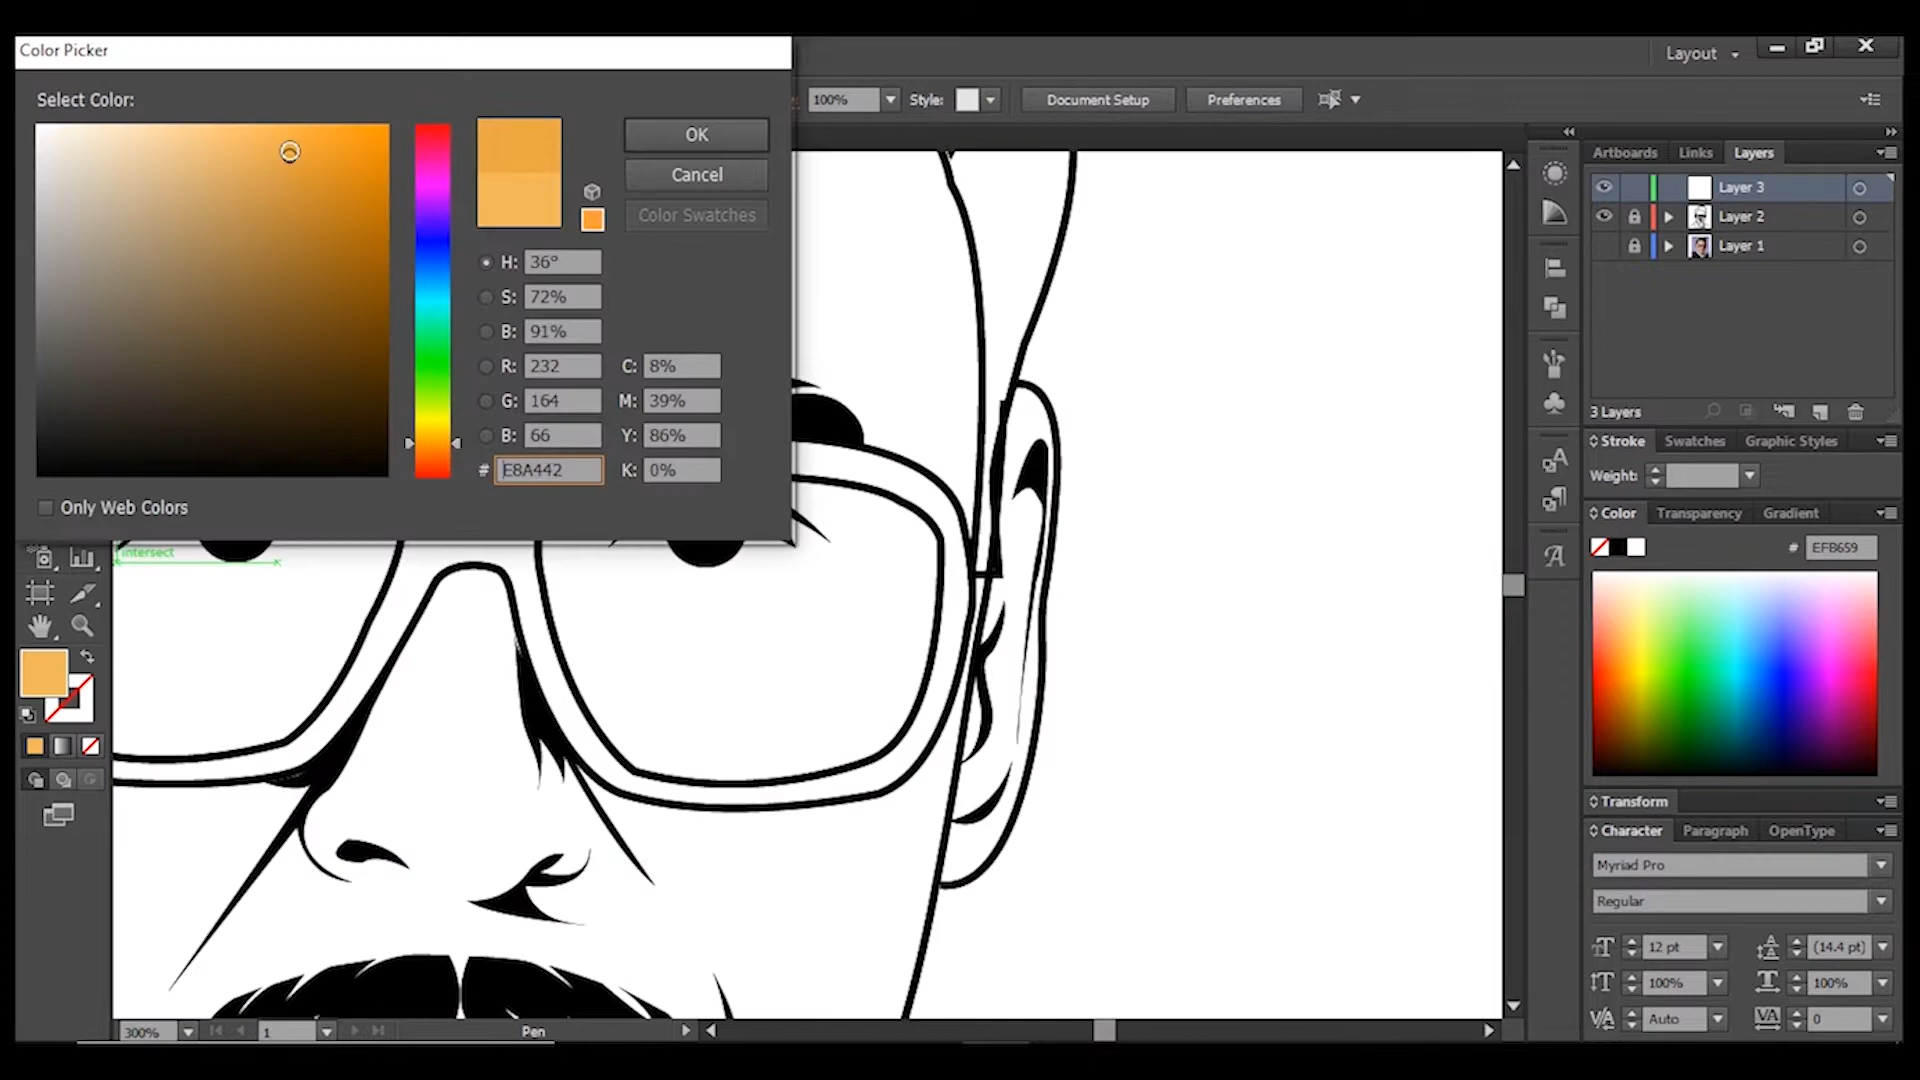 Color Picker
Layout
Select Color:
OK
Cancel
Color Swatches
100%
Style:
Document Setup
Preferences
H: 36°
S: 72%
B: 91%
R: 232
G: 164
B: 66
# E8A442
C: 8%
M: 39%
Y: 86%
K: 0%
Only Web Colors
intersect
Artboards Links Layers
Layer 3
Layer 2
Layer 1
3 Layers
Stroke Swatches Graphic Styles
Weight:
Color Transparency Gradient
# EFB659
Transform
Character Paragraph OpenType
Myriad Pro
Regular
12 pt (14.4 pt)
100% 100%
Auto 0
300% 1 Pen